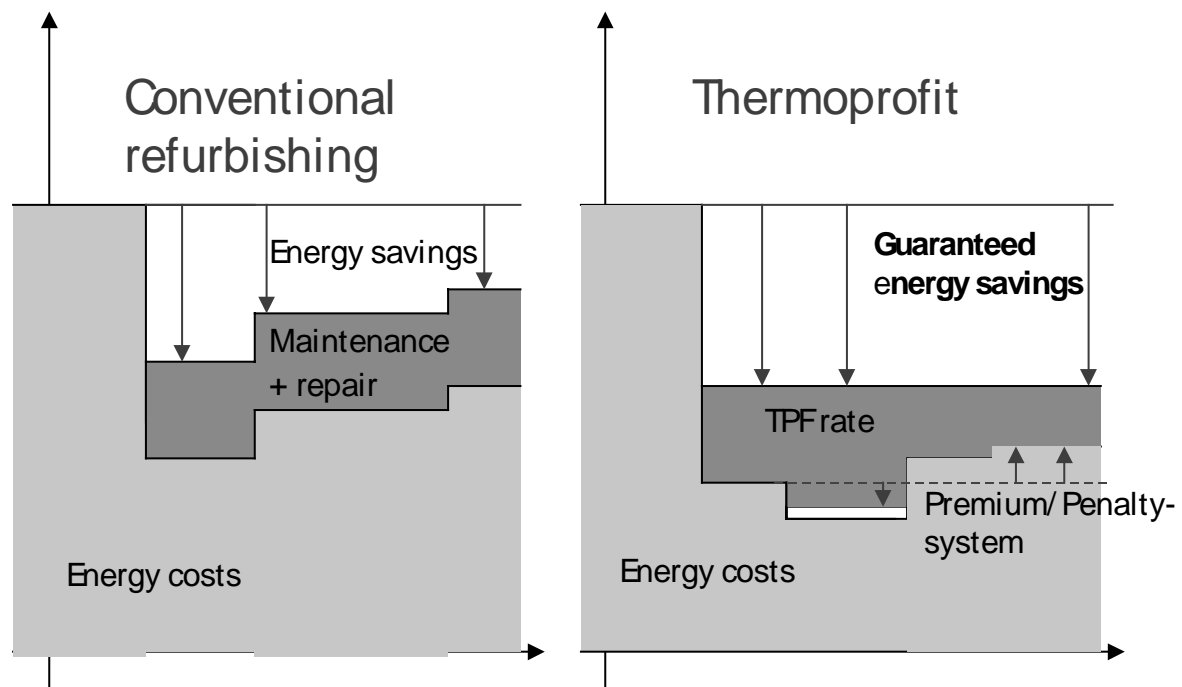 Conventional
refurbishing
Energy savings
Maintenance
+ repair
Energy costs
Thermoprofit
Guaranteed
energy savings
TPF rate
Premium/ Penalty-
system
Energy costs